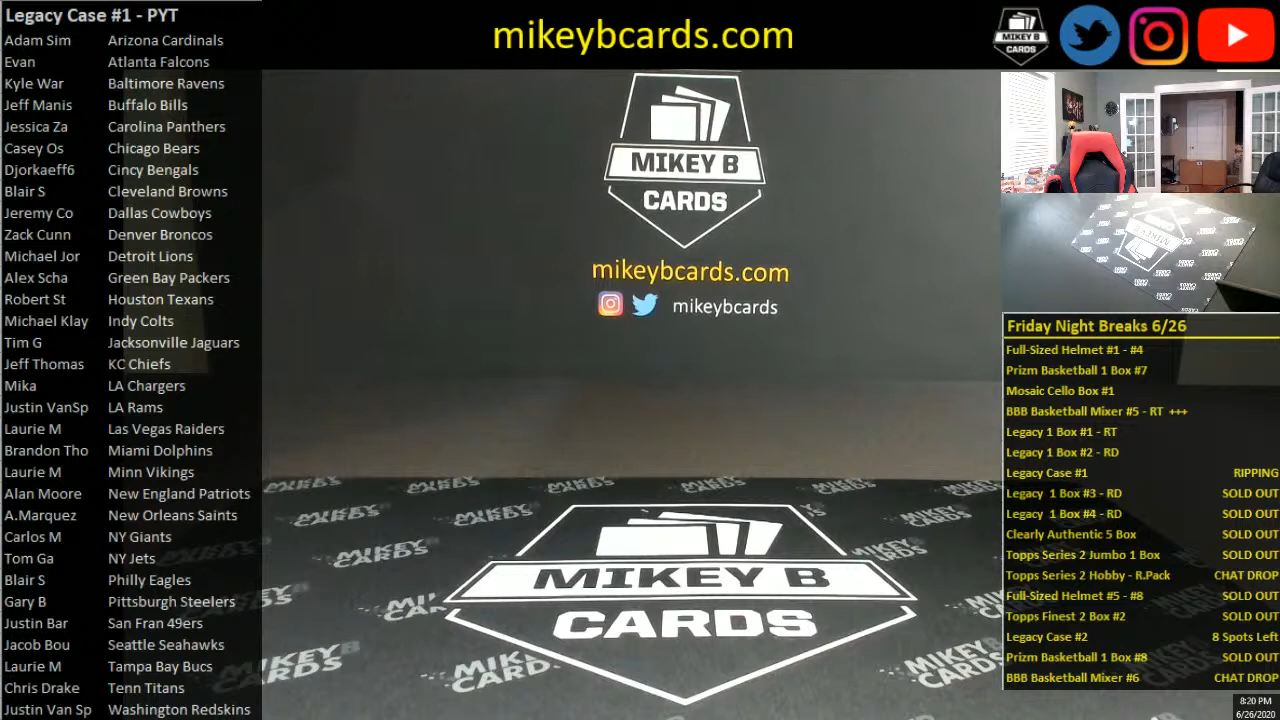 Legacy Case #1 - PYT
Adam Sim Arizona Cardinals
Evan Atlanta Falcons
Kyle War Baltimore Ravens
Jeff Manis Buffalo Bills
Jessica Za Carolina Panthers
Casey Os Chicago Bears
Djorkaeff6 Cincy Bengals
Blair S Cleveland Browns
Jeremy Co Dallas Cowboys
Zack Cunn Denver Broncos
Michael Jor Detroit Lions
Alex Scha Green Bay Packers
Robert St Houston Texans
Michael Klay Indy Colts
Tim G Jacksonville Jaguars
Jeff Thomas KC Chiefs
Mika LA Chargers
Justin VanSp LA Rams
Laurie M Las Vegas Raiders
Brandon Tho Miami Dolphins
Laurie M Minn Vikings
Alan Moore New England Patriots
A.Marquez New Orleans Saints
Carlos M NY Giants
Tom Ga NY Jets
Blair S Philly Eagles
Gary B Pittsburgh Steelers
Justin Bar San Fran 49ers
Jacob Bou Seattle Seahawks
Laurie M Tampa Bay Bucs
Chris Drake Tenn Titans
Justin Van Sp Washington Redskins
mikeybcards.com
MIKEY B
CARDS
MIKEY B
CARDS
mikeybcards.com
mikeybcards
MIKEY B
CARDS
Friday Night Breaks 6/26
Full-Sized Helmet #1 - #4
Prizm Basketball 1 Box #7
Mosaic Cello Box #1
BBB Basketball Mixer #5 - RT +++
Legacy 1 Box #1 - RT
Legacy 1 Box #2 - RD
Legacy Case #1 RIPPING
Legacy 1 Box #3 - RD SOLD OUT
Legacy 1 Box #4 - RD SOLD OUT
Clearly Authentic 5 Box SOLD OUT
Topps Series 2 Jumbo 1 Box SOLD OUT
Topps Series 2 Hobby - R.Pack CHAT DROP
Full-Sized Helmet #5 - #8 SOLD OUT
Topps Finest 2 Box #2 SOLD OUT
Legacy Case #2 8 Spots Left
Prizm Basketball 1 Box #8 SOLD OUT
BBB Basketball Mixer #6 CHAT DROP
8:20 PM
6/26/2020